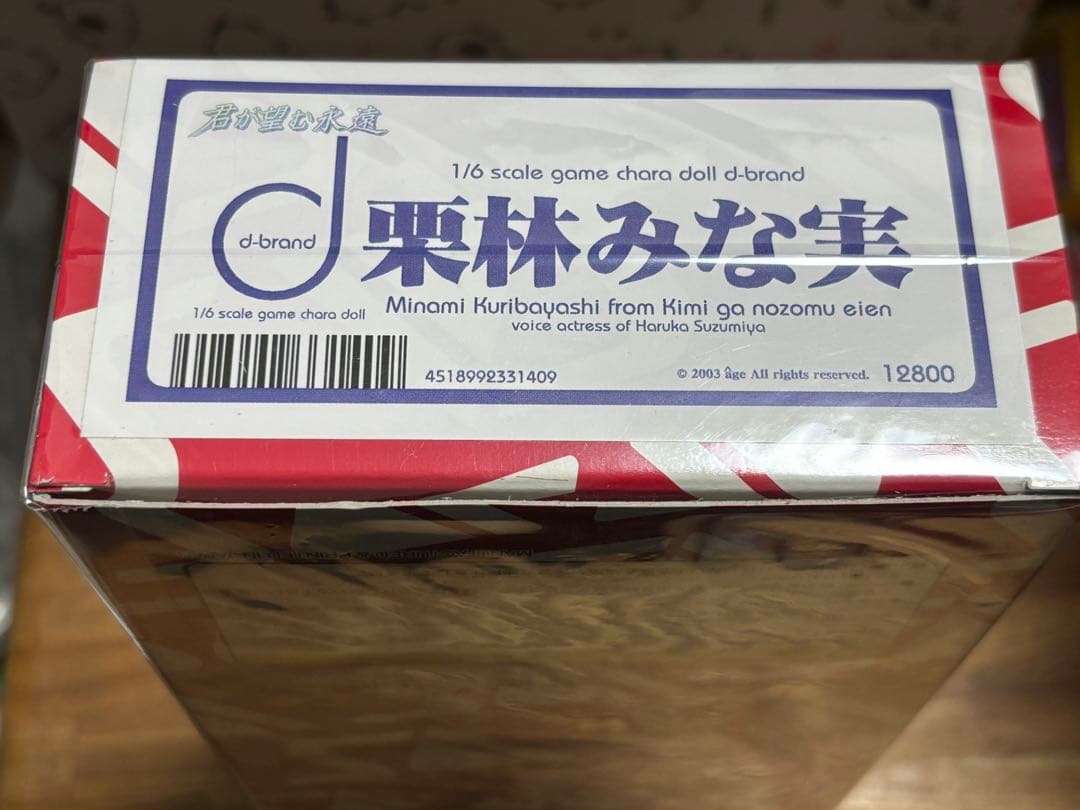 君が望む永遠
1/6 scale game chara doll d-brand
d-brand
栗林みな実
1/6 scale game chara doll
Minami Kuribayashi from Kimi ga nozomu eien
voice actress of Haruka Suzumiya
4518992331409
© 2003 âge All rights reserved. 12800